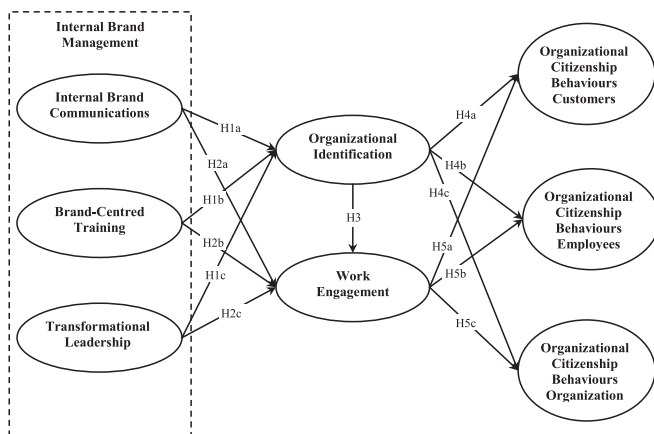 Internal Brand
Management
Internal Brand
Communications
Brand-Centred
Training
Transformational
Leadership
H1a
H2a
H1b
H2b
H1c
H2c
Organizational
Identification
H3
Work
Engagement
H4a
H4b
H4c
H5a
H5b
H5c
Organizational
Citizenship
Behaviours
Customers
Organizational
Citizenship
Behaviours
Employees
Organizational
Citizenship
Behaviours
Organization